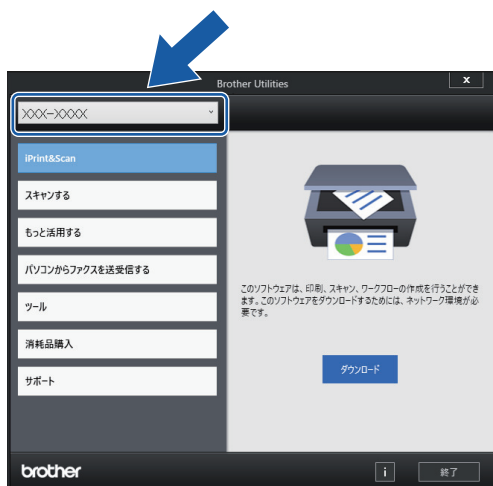 Brother Utilities
x
XXX-XXXX
iPrint&Scan
スキャンする
もっと活用する
パソコンからファクスを送受信する
ツール
消耗品購入
サポート
このソフトウェアは、印刷、スキャン、ワークフローの作成を行うことができ
ます。このソフトウェアをダウンロードするためには、ネットワーク環境が必
要です。
ダウンロード
brother
i
終了